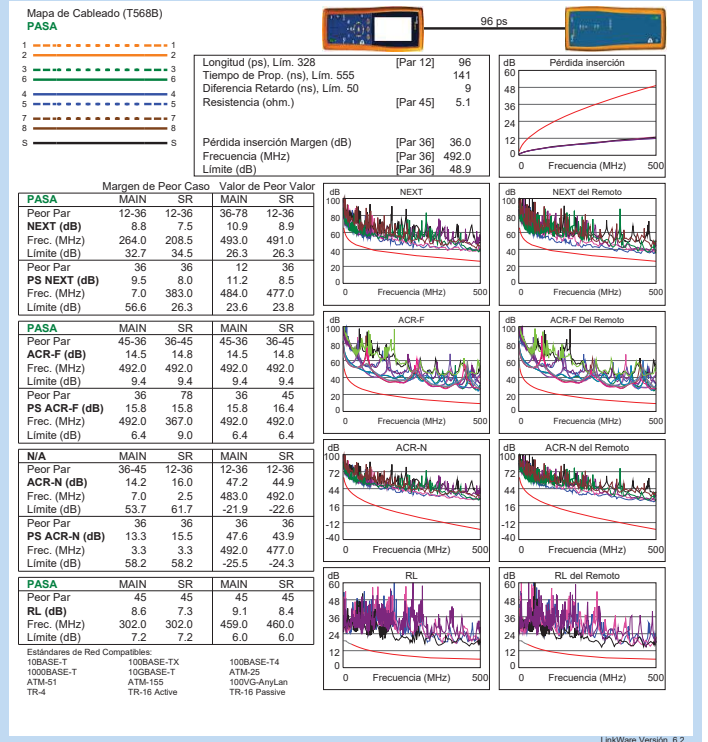 Mapa de Cableado (T568B)
PASA
96 ps
1 1
2 2
3 3
6 6
4 4
5 5
7 7
8 8
S S
Longitud (ps), Lím. 328 [Par 12] 96
Tiempo de Prop. (ns), Lím. 555 141
Diferencia Retardo (ns), Lím. 50 9
Resistencia (ohm.) [Par 45] 5.1
Pérdida inserción Margen (dB) [Par 36] 36.0
Frecuencia (MHz) [Par 36] 492.0
Límite (dB) [Par 36] 48.9
dB Pérdida inserción
60
48
36
24
12
0
0 Frecuencia (MHz) 500
Margen de Peor Caso Valor de Peor Valor
PASA MAIN SR MAIN SR
Peor Par 12-36 12-36 36-78 12-36
NEXT (dB) 8.8 7.5 10.9 8.9
Frec. (MHz) 264.0 208.5 493.0 491.0
Límite (dB) 32.7 34.5 26.3 26.3
Peor Par 36 36 12 36
PS NEXT (dB) 9.5 8.0 11.2 8.5
Frec. (MHz) 7.0 383.0 484.0 477.0
Límite (dB) 56.6 26.3 23.6 23.8
dB NEXT
100
80
60
40
20
0
0 Frecuencia (MHz) 500
dB NEXT del Remoto
100
80
60
40
20
0
0 Frecuencia (MHz) 500
PASA MAIN SR MAIN SR
Peor Par 45-36 36-45 45-36 36-45
ACR-F (dB) 14.5 14.8 14.5 14.8
Frec. (MHz) 492.0 492.0 492.0 492.0
Límite (dB) 9.4 9.4 9.4 9.4
Peor Par 36 78 36 45
PS ACR-F (dB) 15.8 15.8 15.8 16.4
Frec. (MHz) 492.0 367.0 492.0 492.0
Límite (dB) 6.4 9.0 6.4 6.4
dB ACR-F
100
80
60
40
20
0
0 Frecuencia (MHz) 500
dB ACR-F Del Remoto
100
80
60
40
20
0
0 Frecuencia (MHz) 500
N/A MAIN SR MAIN SR
Peor Par 36-45 12-36 12-36 12-36
ACR-N (dB) 14.2 16.0 47.2 44.9
Frec. (MHz) 7.0 2.5 483.0 492.0
Límite (dB) 53.7 61.7 -21.9 -22.6
Peor Par 36 36 36 36
PS ACR-N (dB) 13.3 15.5 47.6 43.9
Frec. (MHz) 3.3 3.3 492.0 477.0
Límite (dB) 58.2 58.2 -25.5 -24.3
dB ACR-N
100
72
44
16
-12
-40
0 Frecuencia (MHz) 500
dB ACR-N del Remoto
100
72
44
16
-12
-40
0 Frecuencia (MHz) 500
PASA MAIN SR MAIN SR
Peor Par 45 45 45 45
RL (dB) 8.6 7.3 9.1 8.4
Frec. (MHz) 302.0 302.0 459.0 460.0
Límite (dB) 7.2 7.2 6.0 6.0
dB RL
60
48
36
24
12
0
0 Frecuencia (MHz) 500
dB RL del Remoto
60
48
36
24
12
0
0 Frecuencia (MHz) 500
Estándares de Red Compatibles:
10BASE-T 100BASE-TX 100BASE-T4
1000BASE-T 10GBASE-T ATM-25
ATM-51 ATM-155 100VG-AnyLan
TR-4 TR-16 Active TR-16 Passive
LinkWare Versión 6.2